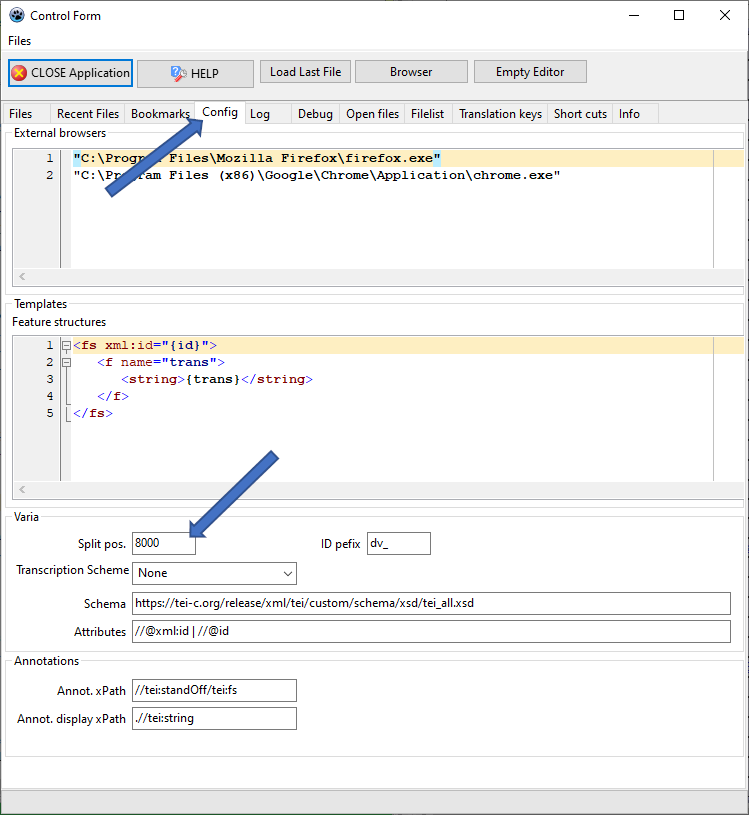 Control Form
Files
CLOSE Application HELP Load Last File Browser Empty Editor
Files Recent Files Bookmarks Config Log Debug Open files Filelist Translation keys Short cuts Info
External browsers
1 "C:\Program Files\Mozilla Firefox\firefox.exe"
2 "C:\Program Files (x86)\Google\Chrome\Application\chrome.exe"
Templates
Feature structures
1 <fs xml:id="{id}">
2 <f name="trans">
3 <string>{trans}</string>
4 </f>
5 </fs>
Varia
Split pos. 8000 ID pefix dv_
Transcription Scheme None
Schema https://tei-c.org/release/xml/tei/custom/schema/xsd/tei_all.xsd
Attributes //@xml:id | //@id
Annotations
Annot. xPath //tei:standOff/tei:fs
Annot. display xPath .//tei:string